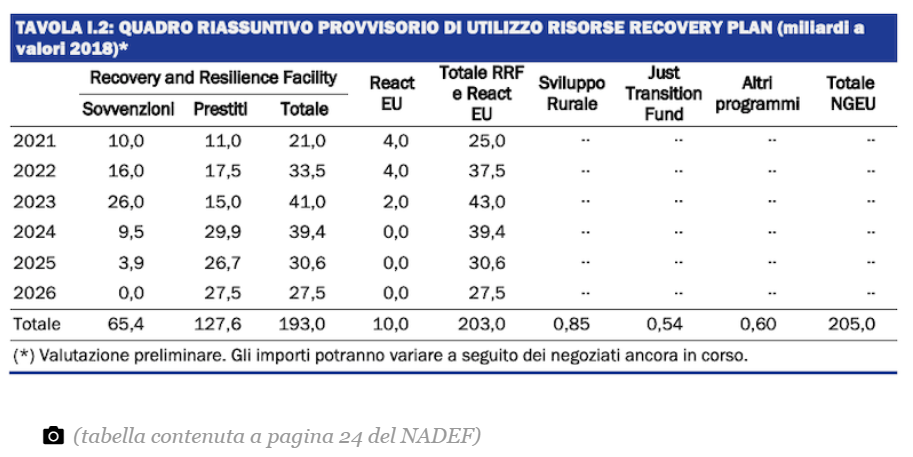 TAVOLA I.2: QUADRO RIASSUNTIVO PROVVISORIO DI UTILIZZO RISORSE RECOVERY PLAN (miliardi a
valori 2018)*
Recovery and Resilience Facility React EU Totale RRF e React EU Sviluppo Rurale Just Transition Fund Altri programmi Totale NGEU
Sovvenzioni Prestiti Totale
2021 10,0 11,0 21,0 4,0 25,0 -- -- -- --
2022 16,0 17,5 33,5 4,0 37,5 -- -- -- --
2023 26,0 15,0 41,0 2,0 43,0 -- -- -- --
2024 9,5 29,9 39,4 0,0 39,4 -- -- -- --
2025 3,9 26,7 30,6 0,0 30,6 -- -- -- --
2026 0,0 27,5 27,5 0,0 27,5 -- -- -- --
Totale 65,4 127,6 193,0 10,0 203,0 0,85 0,54 0,60 205,0
(*) Valutazione preliminare. Gli importi potranno variare a seguito dei negoziati ancora in corso.
(tabella contenuta a pagina 24 del NADEF)